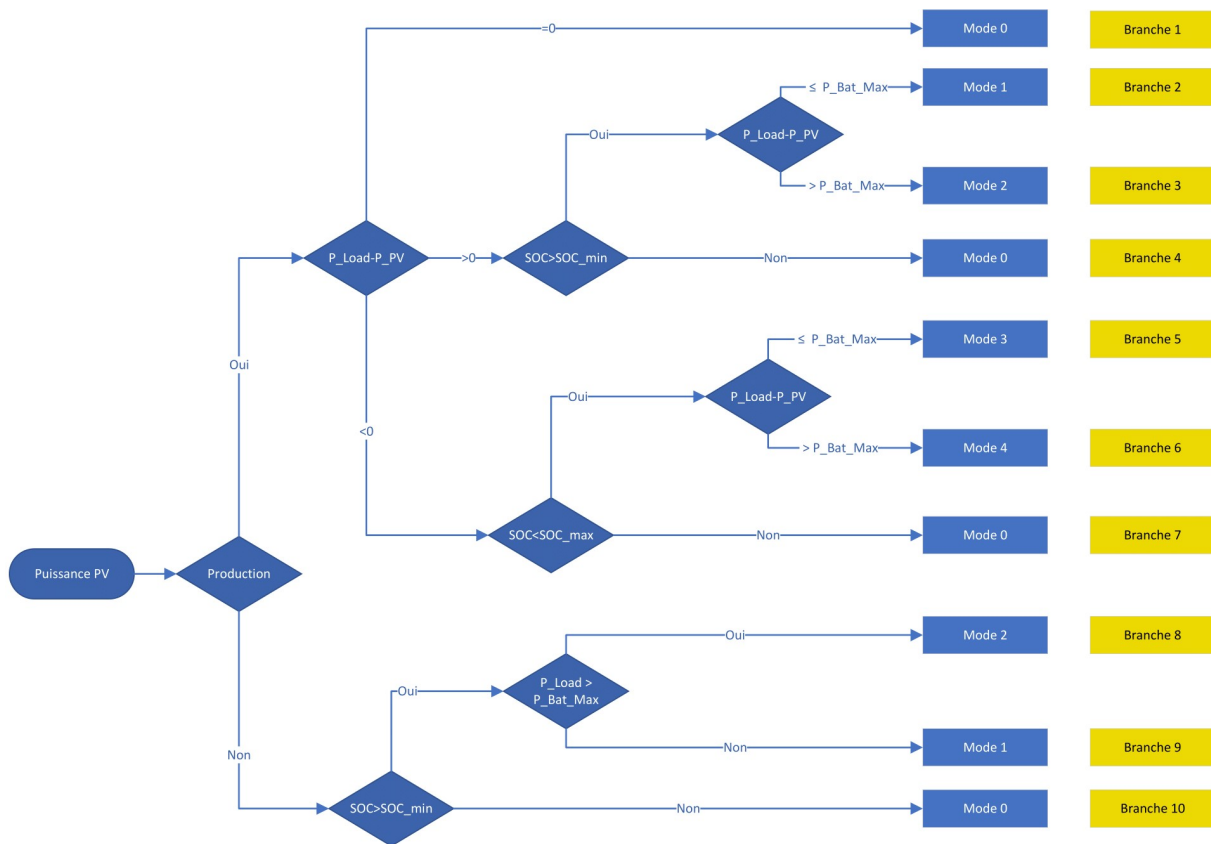 =0
Mode 0
Branche 1
≤ P_Bat_Max
Mode 1
Branche 2
Oui
P_Load-P_PV
> P_Bat_Max
Mode 2
Branche 3
P_Load-P_PV
>0
SOC>SOC_min
Non
Mode 0
Branche 4
Oui
≤ P_Bat_Max
Mode 3
Branche 5
Oui
P_Load-P_PV
<0
> P_Bat_Max
Mode 4
Branche 6
SOC<SOC_max
Non
Mode 0
Branche 7
Puissance PV
Production
Oui
Mode 2
Branche 8
Oui
P_Load >
P_Bat_Max
Non
Non
Mode 1
Branche 9
SOC>SOC_min
Non
Mode 0
Branche 10